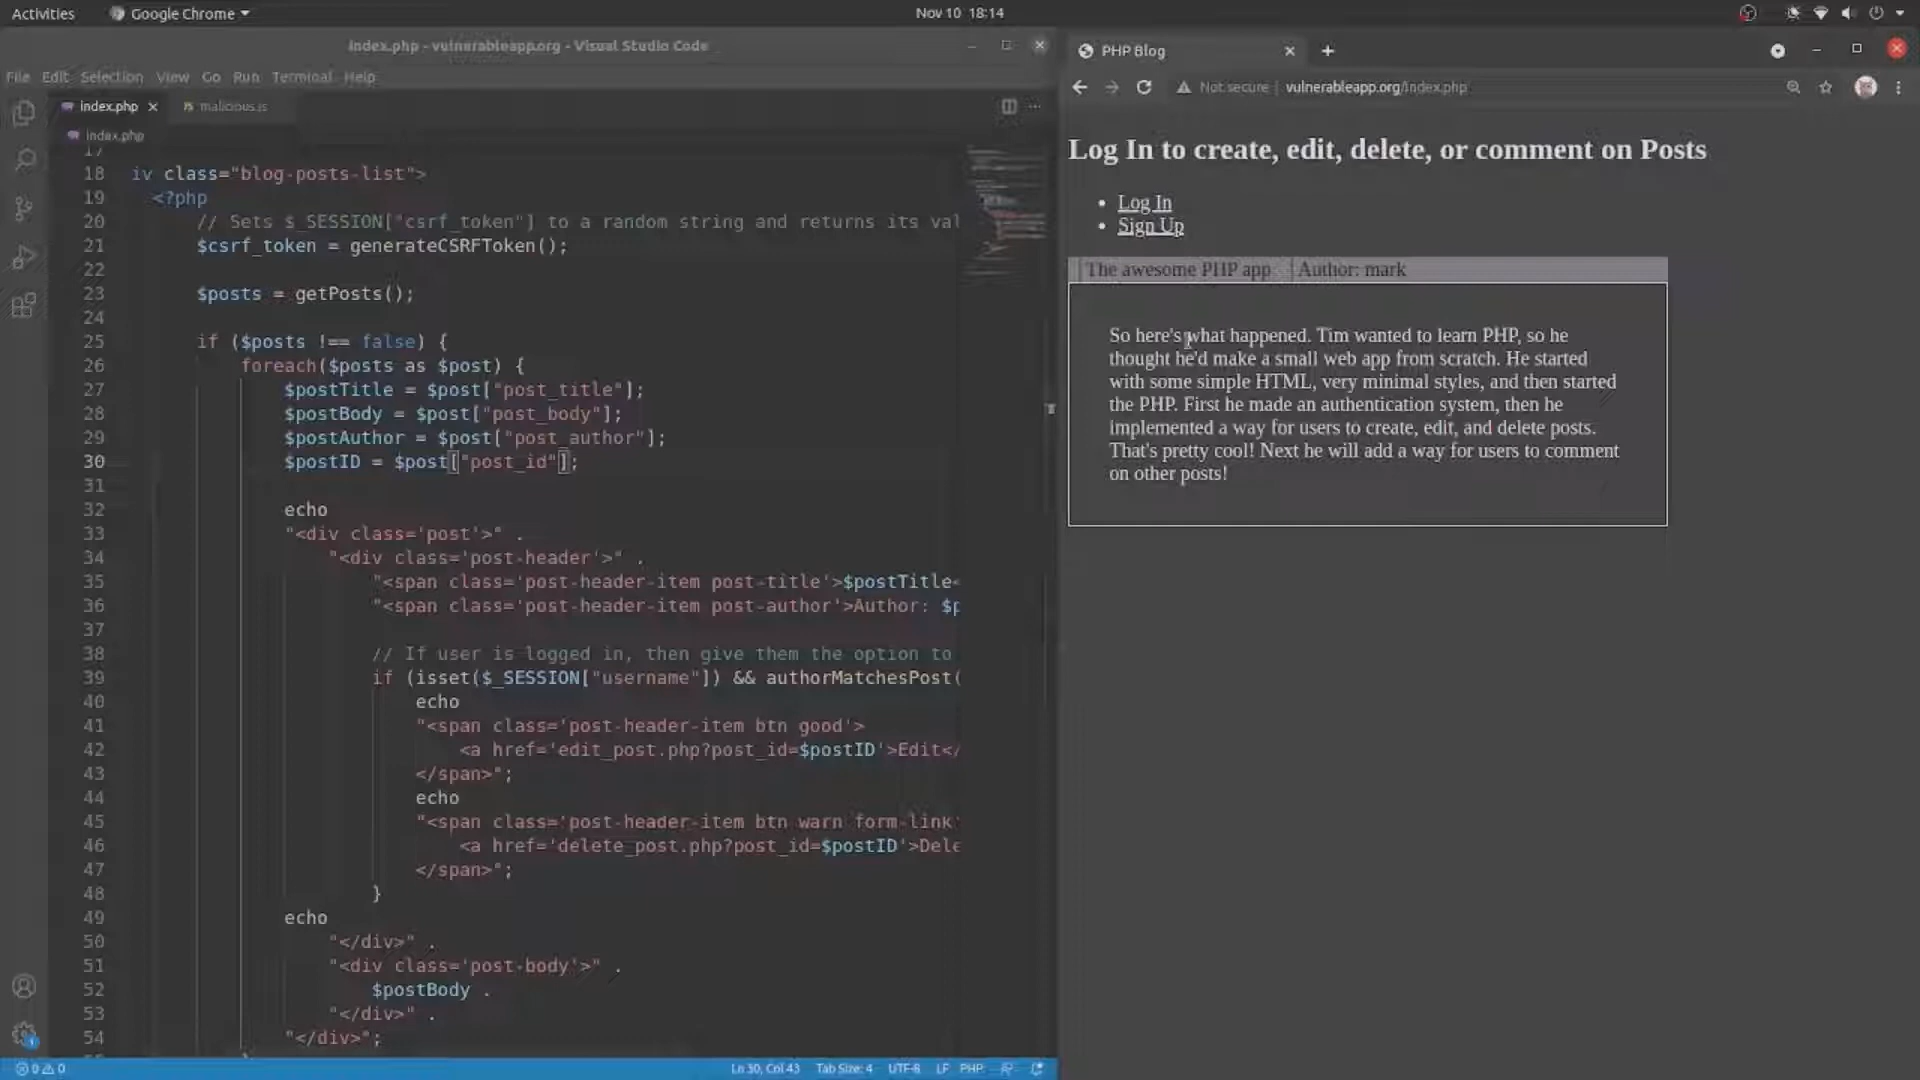 Activities
Google Chrome
Nov 10 18:14
index.php - vulnerableapp.org - Visual Studio Code
File Edit Selection View Go Run Terminal Help
index.php
JS malicious.js
index.php
17
18 iv class="blog-posts-list">
19 <?php
20 // Sets $_SESSION["csrf_token"] to a random string and returns its val
21 $csrf_token = generateCSRFToken();
22
23 $posts = getPosts();
24
25 if ($posts !== false) {
26 foreach($posts as $post) {
27 $postTitle = $post["post_title"];
28 $postBody = $post["post_body"];
29 $postAuthor = $post["post_author"];
30 $postID = $post["post_id"];
31
32 echo
33 "<div class='post'>" .
34 "<div class='post-header'>" .
35 "<span class='post-header-item post-title'>$postTitle<
36 "<span class='post-header-item post-author'>Author: $p
37
38 // If user is logged in, then give them the option to
39 if (isset($_SESSION["username"]) && authorMatchesPost(
40 echo
41 "<span class='post-header-item btn good'>
42 <a href='edit_post.php?post_id=$postID'>Edit</
43 </span>";
44 echo
45 "<span class='post-header-item btn warn form-link'
46 <a href='delete_post.php?post_id=$postID'>Dele
47 </span>";
48 }
49 echo
50 "</div>" .
51 "<div class='post-body'>" .
52 $postBody .
53 "</div>" .
54 "</div>";
0 0
Ln 30, Col 43 Tab Size: 4 UTF-8 LF PHP
PHP Blog
Not secure | vulnerableapp.org/index.php
Log In to create, edit, delete, or comment on Posts
• Log In
• Sign Up
The awesome PHP app
Author: mark
So here's what happened. Tim wanted to learn PHP, so he
thought he'd make a small web app from scratch. He started
with some simple HTML, very minimal styles, and then started
the PHP. First he made an authentication system, then he
implemented a way for users to create, edit, and delete posts.
That's pretty cool! Next he will add a way for users to comment
on other posts!